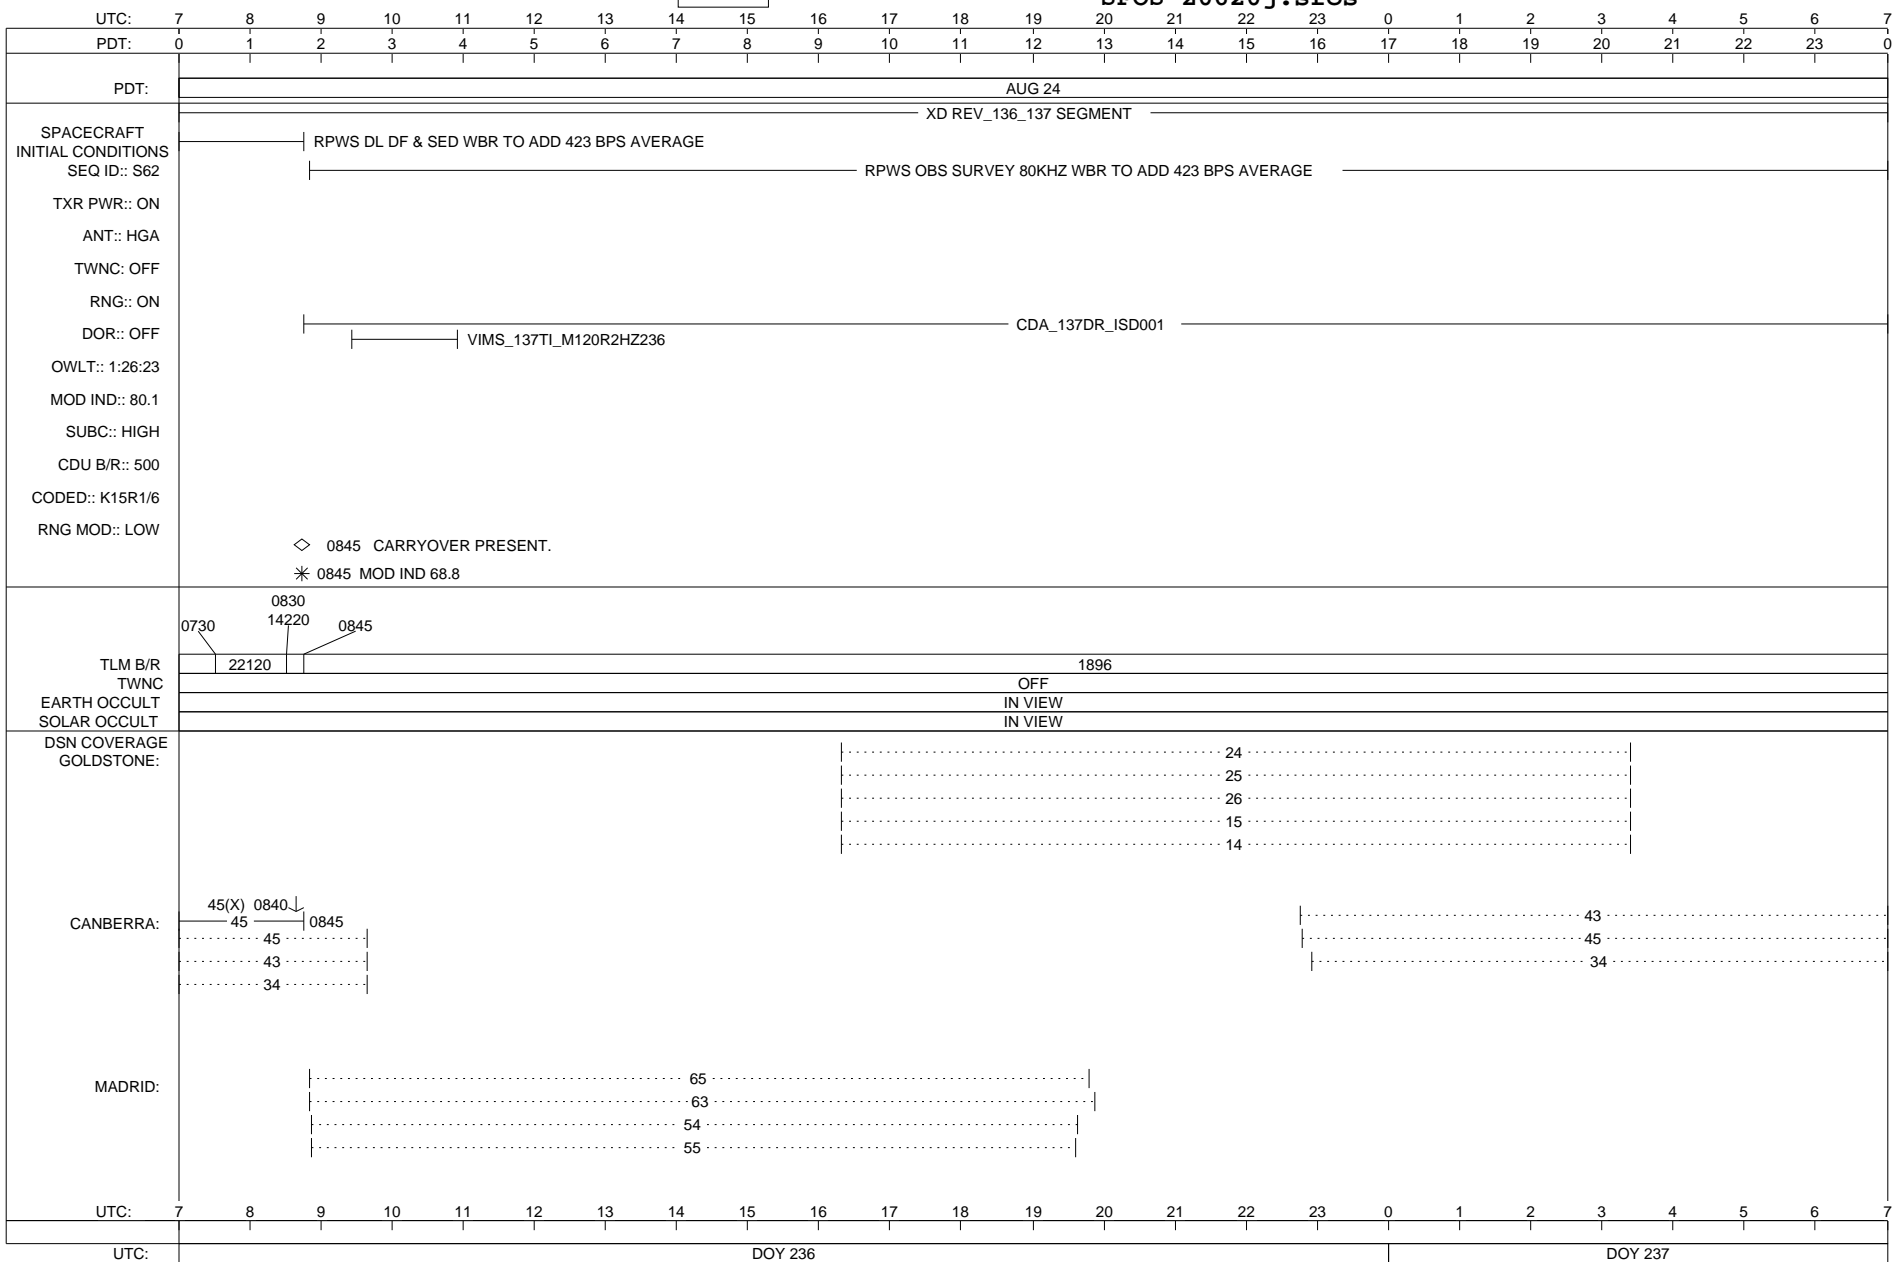 UTC: 7 8 9 10 11 12 13 14 15 16 17 18 19 20 21 22 23 0 1 2 3 4 5 6 7
PDT: 0 1 2 3 4 5 6 7 8 9 10 11 12 13 14 15 16 17 18 19 20 21 22 23 0
PDT: AUG 24
XD REV_136_137 SEGMENT
SPACECRAFT
INITIAL CONDITIONS
RPWS DL DF & SED WBR TO ADD 423 BPS AVERAGE
SEQ ID:: S62
RPWS OBS SURVEY 80KHZ WBR TO ADD 423 BPS AVERAGE
TXR PWR:: ON
ANT:: HGA
TWNC: OFF
RNG:: ON
CDA_137DR_ISD001
DOR:: OFF
VIMS_137TI_M120R2HZ236
OWLT:: 1:26:23
MOD IND:: 80.1
SUBC:: HIGH
CDU B/R:: 500
CODED:: K15R1/6
RNG MOD:: LOW
0845 CARRYOVER PRESENT.
0845 MOD IND 68.8
0830
0730 14220 0845
TLM B/R 22120 1896
TWNC OFF
EARTH OCCULT IN VIEW
SOLAR OCCULT IN VIEW
DSN COVERAGE
GOLDSTONE:
24
25
26
15
14
45(X) 0840
CANBERRA: 45 0845
45
43
34
43
45
34
MADRID:
65
63
54
55
UTC: 7 8 9 10 11 12 13 14 15 16 17 18 19 20 21 22 23 0 1 2 3 4 5 6 7
UTC: DOY 236 DOY 237